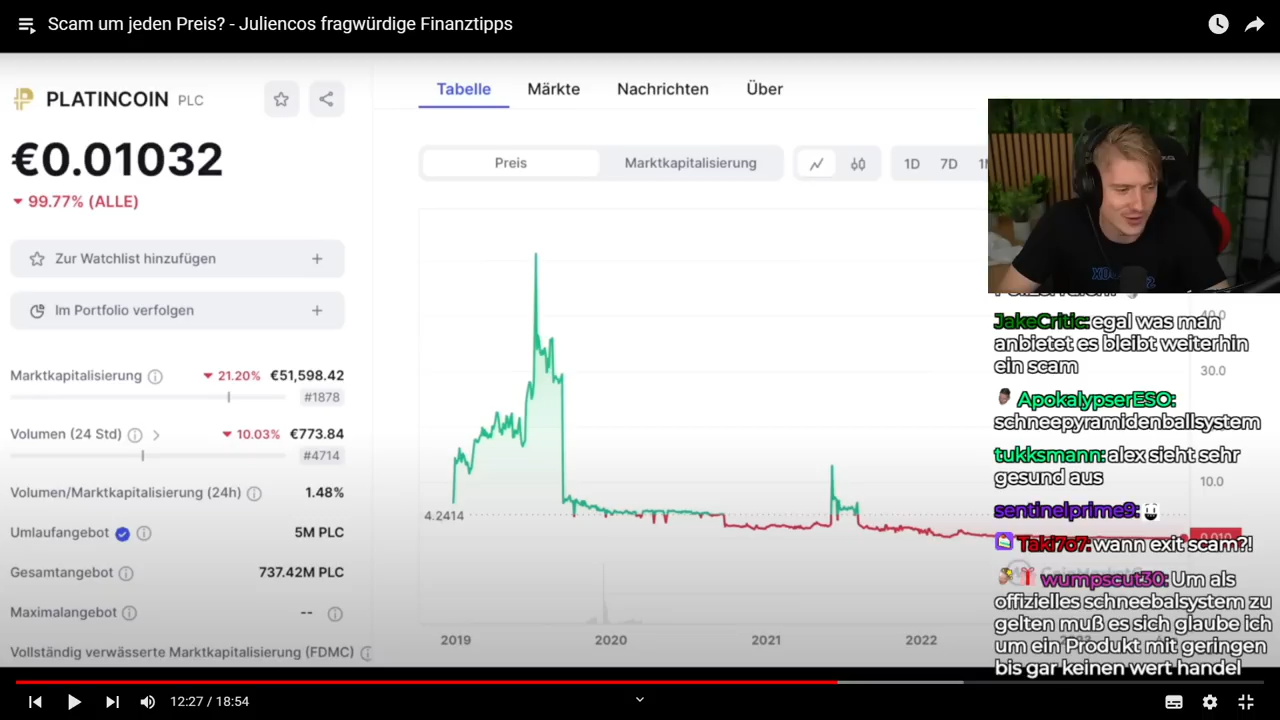 Scam um jeden Preis? - Juliencos fragwürdige Finanztipps
PLATINCOIN PLC
€0.01032
99.77% (ALLE)
Zur Watchlist hinzufügen
Im Portfolio verfolgen
Marktkapitalisierung 21.20% €51,598.42
#1878
Volumen (24 Std) 10.03% €773.84
#4714
Volumen/Marktkapitalisierung (24h) 1.48%
Umlaufangebot 5M PLC
Gesamtangebot 737.42M PLC
Maximalangebot --
Vollständig verwässerte Marktkapitalisierung (FDMC)
Tabelle Märkte Nachrichten Über
Preis Marktkapitalisierung 1D 7D
40.0
30.0
10.0
4.2414
0.010
2019 2020 2021 2022
JakeCritic: egal was man
anbietet es bleibt weiterhin
ein scam
ApokalypserESO:
schneepyramidenballsystem
tukksmann: alex sieht sehr
gesund aus
sentinelprime9:
Taki7o7: wann exit scam?!
wumpscut30: Um als
offizielles schneebalsystem zu
gelten muß es sich glaube ich
um ein Produkt mit geringen
bis gar keinen wert handel
12:27 / 18:54